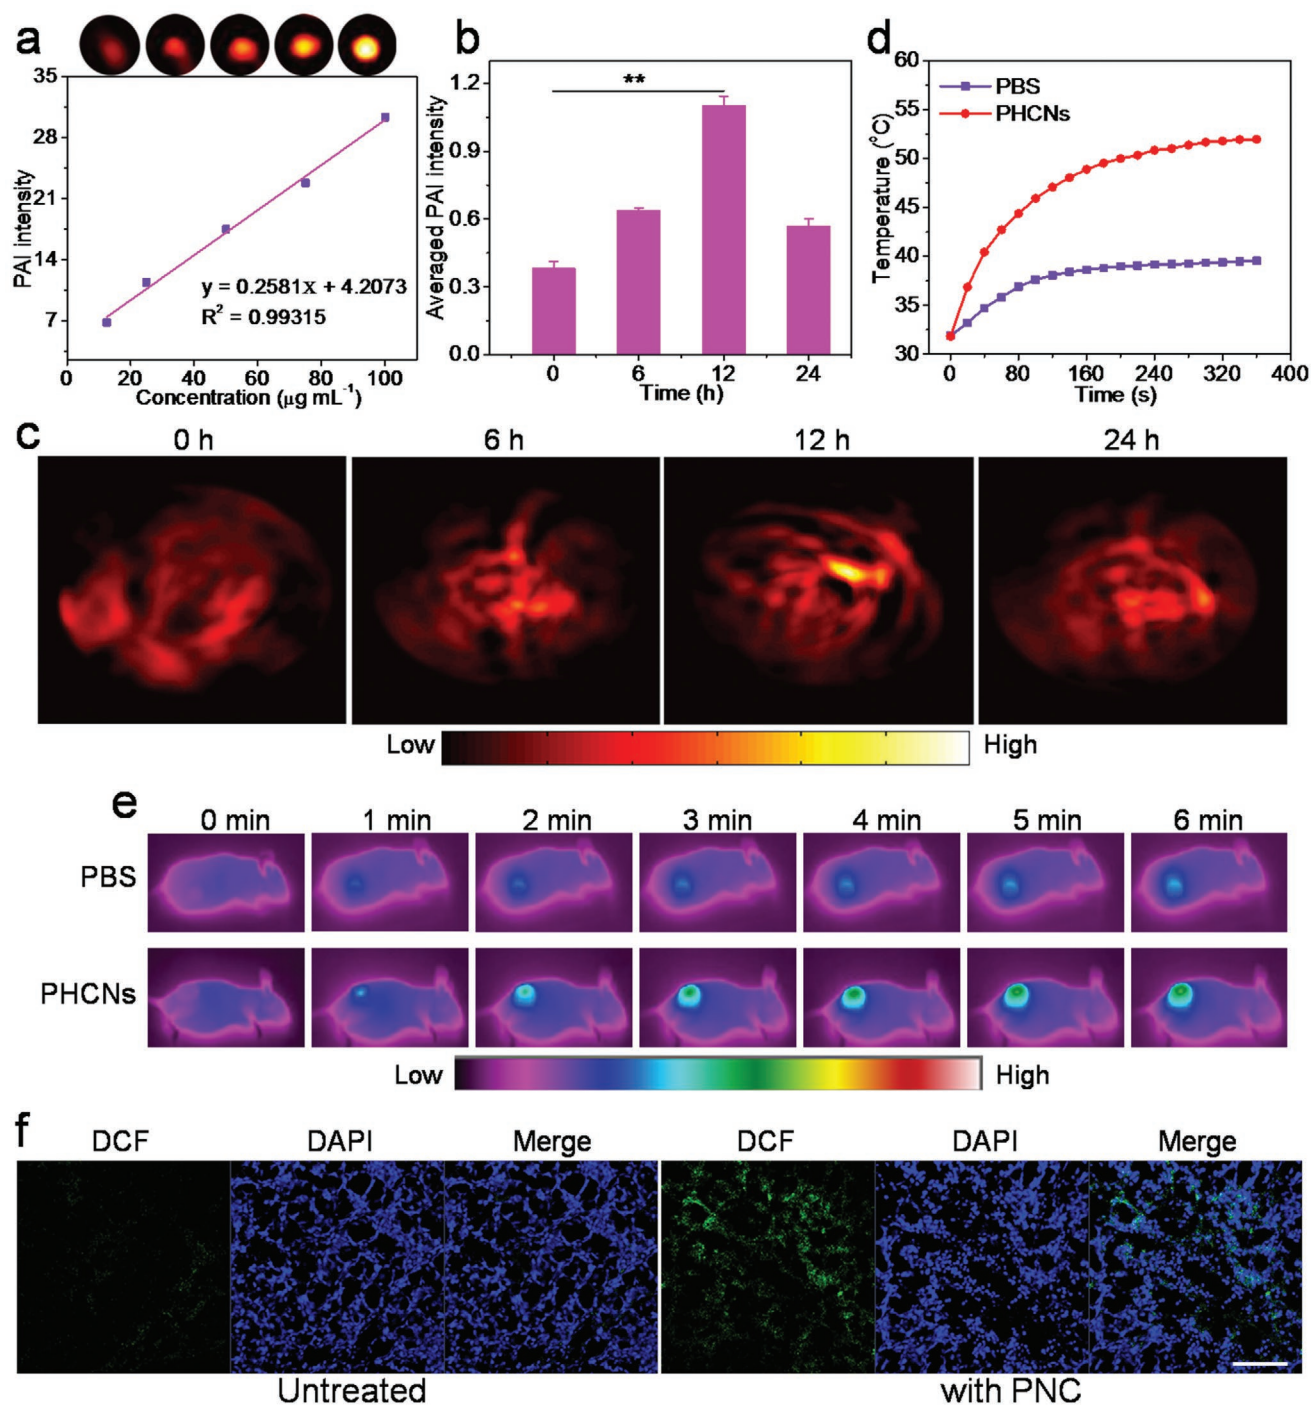 a
35
28
21
14
7
PAI intensity
y = 0.2581x + 4.2073
R² = 0.99315
0 20 40 60 80 100
Concentration (μg mL⁻¹)
b
1.2
0.9
0.6
0.3
0.0
Averaged PAI intensity
**
0 6 12 24
Time (h)
d
60
55
50
45
40
35
30
Temperature (°C)
PBS
PHCNs
0 80 160 240 320 400
Time (s)
c
0 h 6 h 12 h 24 h
Low High
e
0 min 1 min 2 min 3 min 4 min 5 min 6 min
PBS
PHCNs
Low High
f
DCF DAPI Merge DCF DAPI Merge
Untreated with PNC